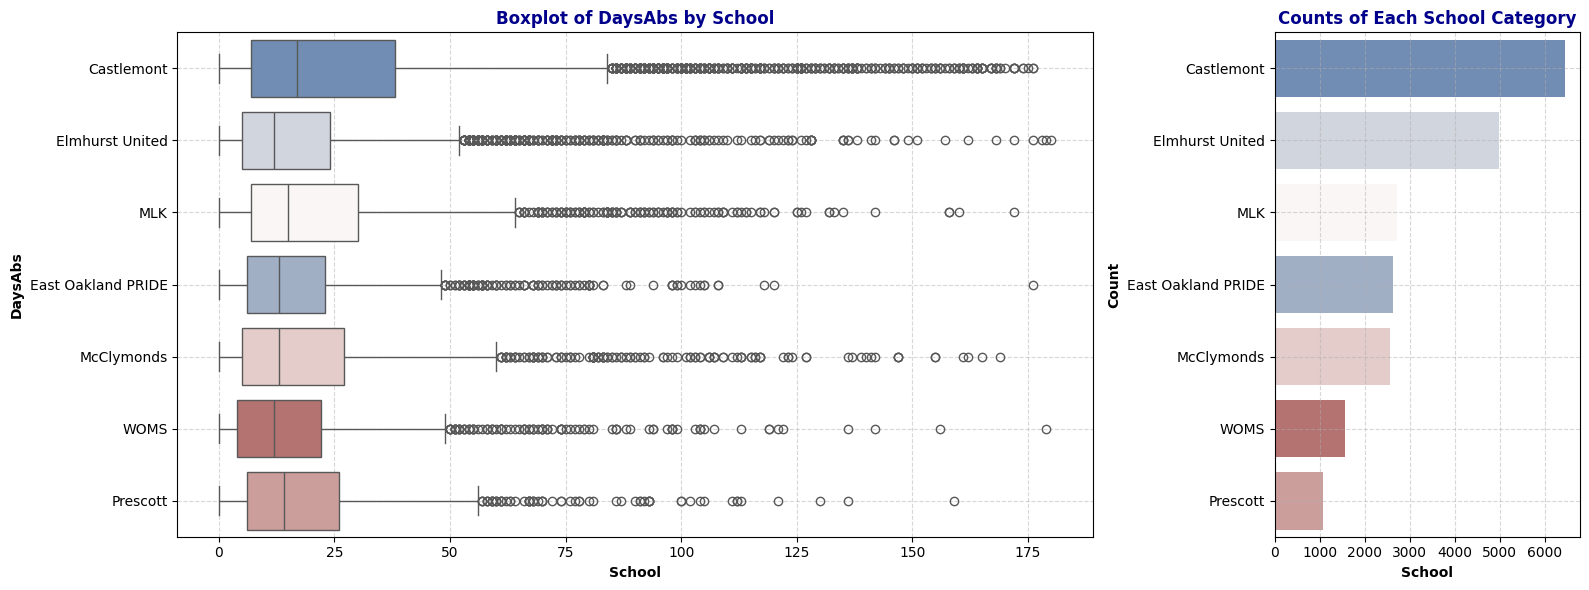 Boxplot of DaysAbs by School
DaysAbs
Castlemont
Elmhurst United
MLK
East Oakland PRIDE
McClymonds
WOMS
Prescott
0 25 50 75 100 125 150 175
School
Counts of Each School Category
Count
Castlemont
Elmhurst United
MLK
East Oakland PRIDE
McClymonds
WOMS
Prescott
0 1000 2000 3000 4000 5000 6000
School